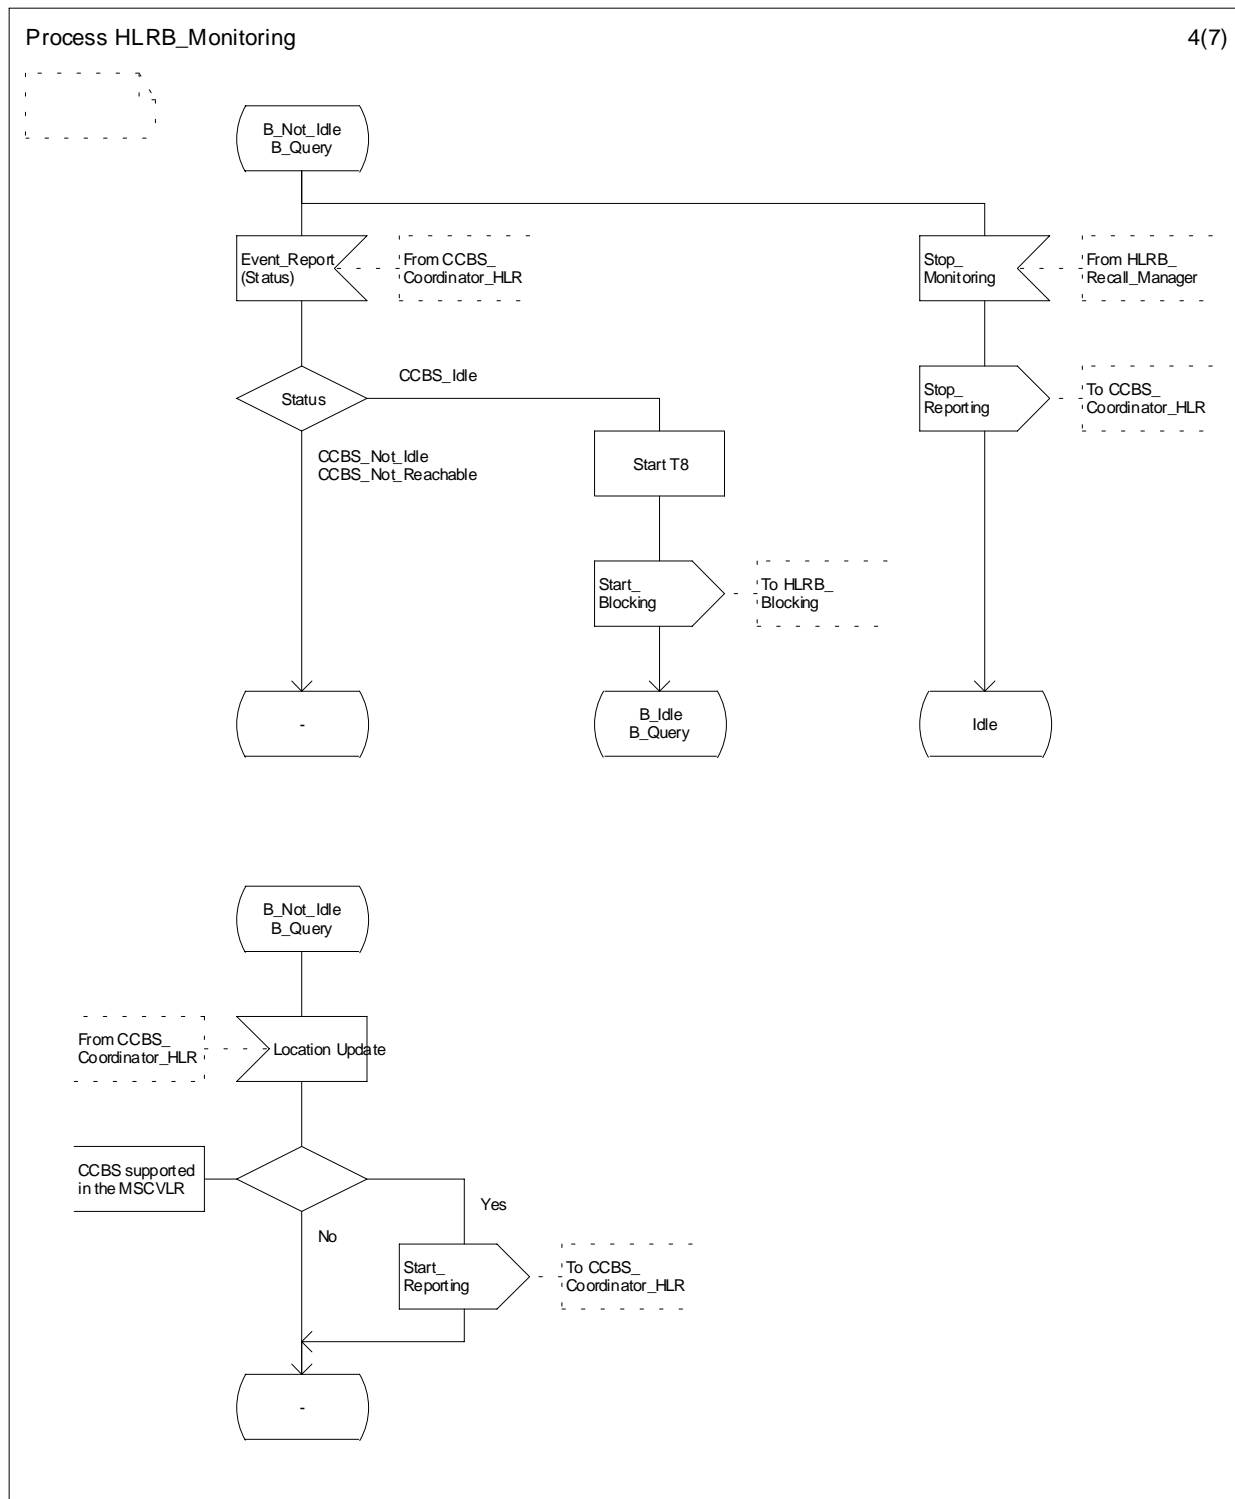 Process HLRB_Monitoring
4(7)
B_Not_Idle
B_Query
Event_Report
(Status)
From CCBS_
Coordinator_HLR
Stop_
Monitoring
From HLRB_
Recall_Manager
Status
CCBS_Idle
Stop_
Reporting
To CCBS_
Coordinator_HLR
CCBS_Not_Idle
CCBS_Not_Reachable
Start T8
Start_
Blocking
To HLRB_
Blocking
-
B_Idle
B_Query
Idle
B_Not_Idle
B_Query
From CCBS_
Coordinator_HLR
Location Update
CCBS supported
in the MSCVLR
Yes
No
Start_
Reporting
To CCBS_
Coordinator_HLR
-